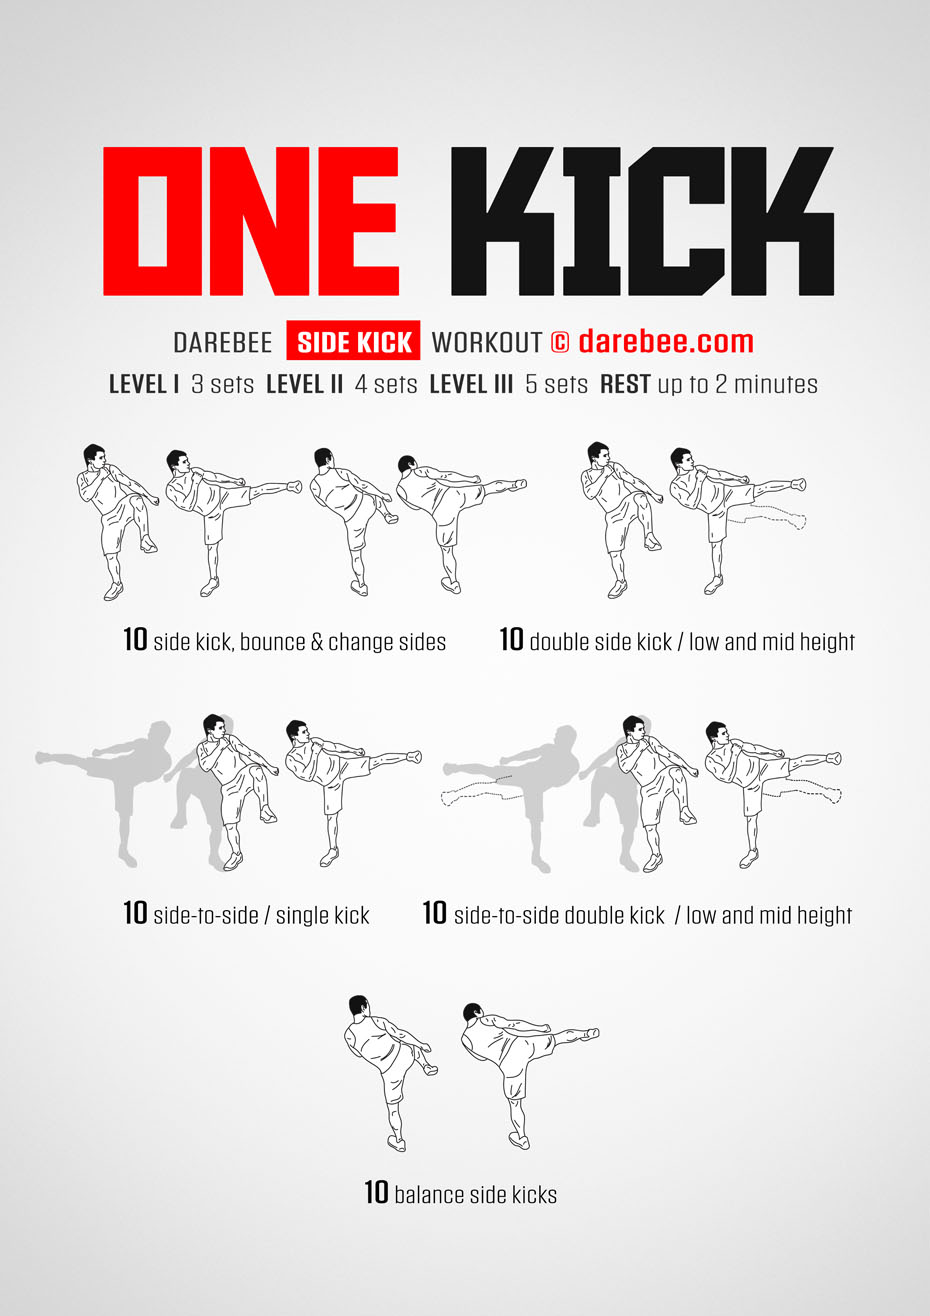 ONE KICK
DAREBEE SIDE KICK WORKOUT © darebee.com
LEVEL I 3 sets LEVEL II 4 sets LEVEL III 5 sets REST up to 2 minutes
10 side kick, bounce & change sides
10 double side kick / low and mid height
10 side-to-side / single kick
10 side-to-side double kick / low and mid height
10 balance side kicks